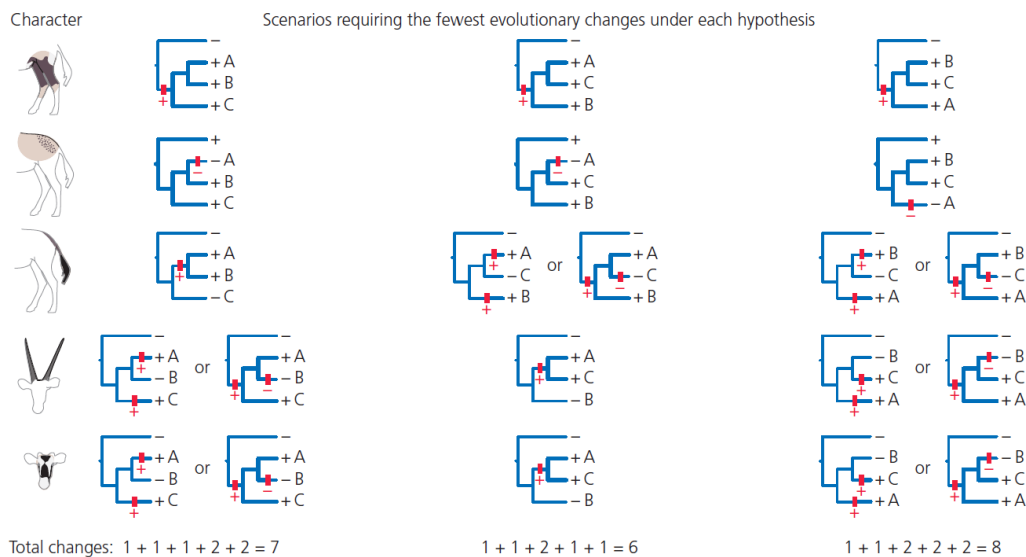 Character
Scenarios requiring the fewest evolutionary changes under each hypothesis
−
+ A
+ B
+ C
+
−
+ A
+ C
+ B
+
−
+ B
+ C
+ A
+
+
− A
−
+ B
+ C
+
− A
−
+ C
+ B
+
+ B
+ C
− A
−
−
+ A
+
+ B
− C
−
+ A
+
− C
+ B
+
or
−
+ A
− C
−
+
+ B
−
+ B
+
− C
+ A
+
or
−
+ B
− C
−
+
+ A
−
+ A
+
− B
+ C
+
or
−
+ A
− B
−
+
+ C
−
+ A
+
+ C
− B
−
− B
+ C
+
+ A
+
or
−
− B
−
+ C
+
+ A
−
+ A
+
− B
+ C
+
or
−
+ A
− B
−
+
+ C
−
+ A
+
+ C
− B
−
− B
+ C
+
+ A
+
or
−
− B
−
+ C
+
+ A
Total changes: 1 + 1 + 1 + 2 + 2 = 7
1 + 1 + 2 + 1 + 1 = 6
1 + 1 + 2 + 2 + 2 = 8